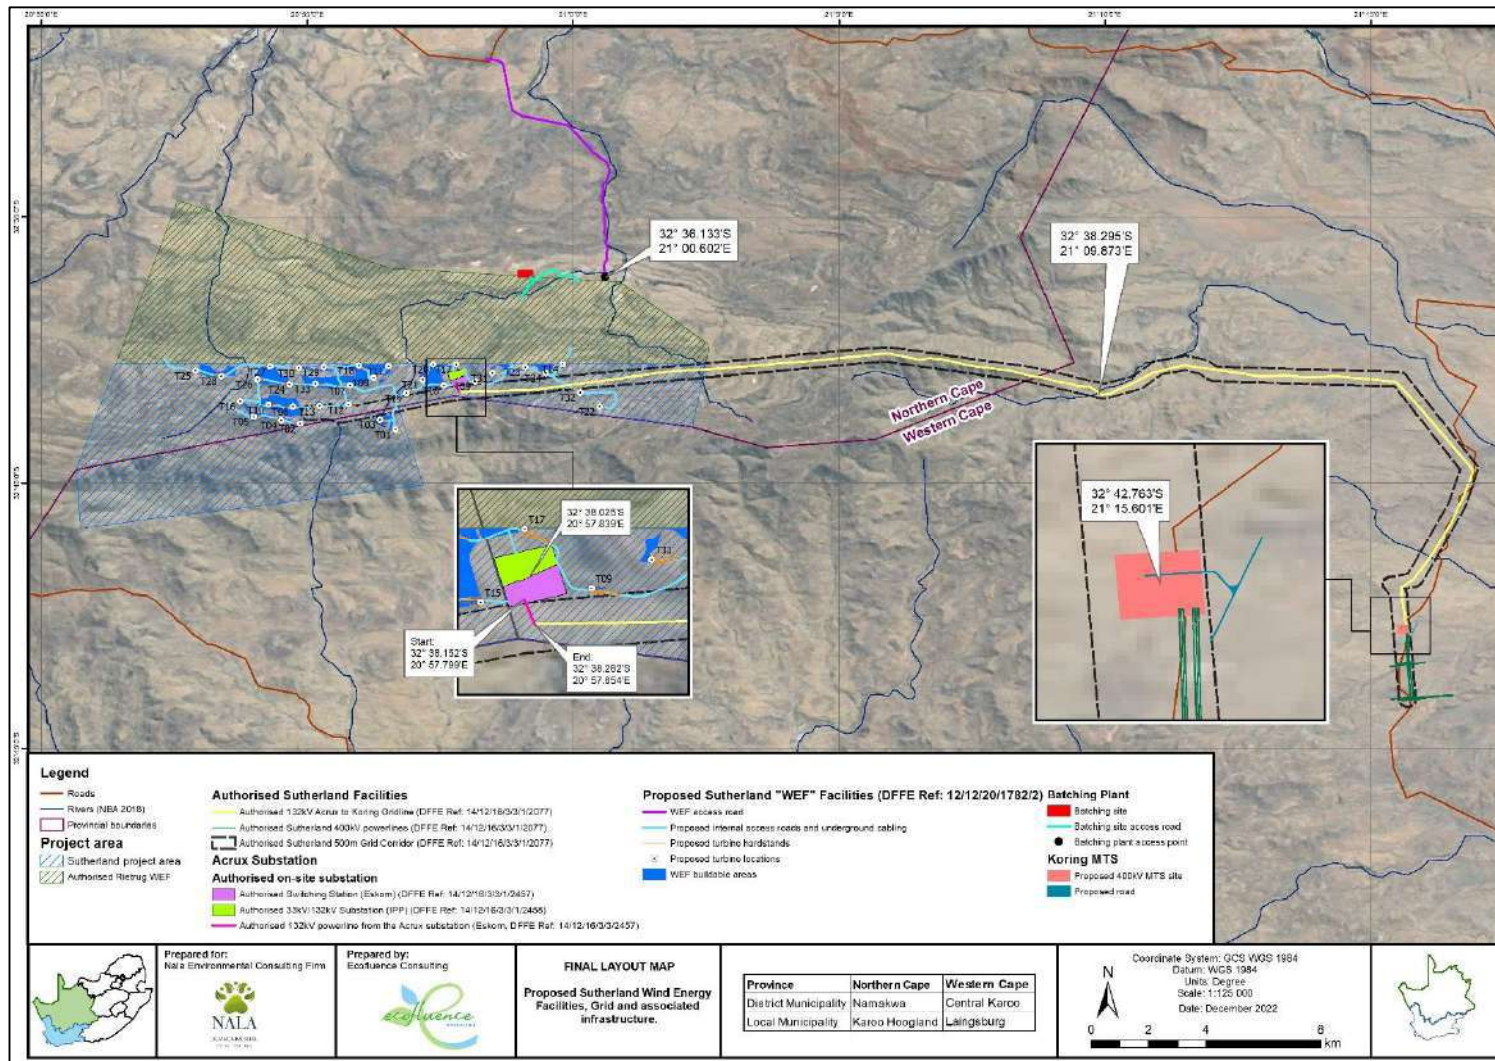 32° 36.133'S
21° 00.602'E
32° 38.295'S
21° 09.873'E
Northern Cape
Western Cape
T25
T28
T27
T26
T30
T29
T24
T16
T07
T13
T12
T02
T03
T01
T32
T22
32° 42.763'S
21° 15.601'E
32° 38.026'S
20° 57.839'E
T17
T33
T09
T15
Start:
32° 38.152'S
20° 57.799'E
End:
32° 38.262'S
20° 57.854'E
Legend
Roads
Rivers (NBA 2018)
Provincial boundaries
Project area
Sutherland project area
Authorised Rietrug WEF
Authorised Sutherland Facilities
Authorised 132kV Acrux to Koring Gridline (DFFE Ref: 14/12/16/3/3/1/2077)
Authorised Sutherland 400kV powerlines (DFFE Ref: 14/12/16/3/3/1/2077)
Authorised Sutherland 500m Grid Corridor (DFFE Ref: 14/12/16/3/3/1/2077)
Acrux Substation
Authorised on-site substation
Authorised Switching Station (Eskom) (DFFE Ref: 14/12/16/3/3/1/2457)
Authorised 33kV/132kV Substation (IPP) (DFFE Ref: 14/12/16/3/3/1/2458)
Authorised 132kV powerline from the Acrux substation (Eskom, DFFE Ref: 14/12/16/3/3/2457)
Proposed Sutherland "WEF" Facilities (DFFE Ref: 12/12/20/1782/2)
WEF access road
Proposed internal access roads and underground cabling
Proposed turbine hardstands
Proposed turbine locations
WEF buildable areas
Batching Plant
Batching site
Batching site access road
Batching plant access point
Koring MTS
Proposed 400kV MTS site
Proposed road
Prepared for:
Nala Environmental Consulting Firm
NALA
Prepared by:
Ecofluence Consulting
ecofluence
FINAL LAYOUT MAP
Proposed Sutherland Wind Energy
Facilities, Grid and associated
infrastructure.
Province Northern Cape Western Cape
District Municipality Namakwa Central Karoo
Local Municipality Karoo Hoogland Laingsburg
N
Coordinate System: GCS WGS 1984
Datum: WGS 1984
Units: Degree
Scale: 1:125 000
Date: December 2022
0 2 4 8
km